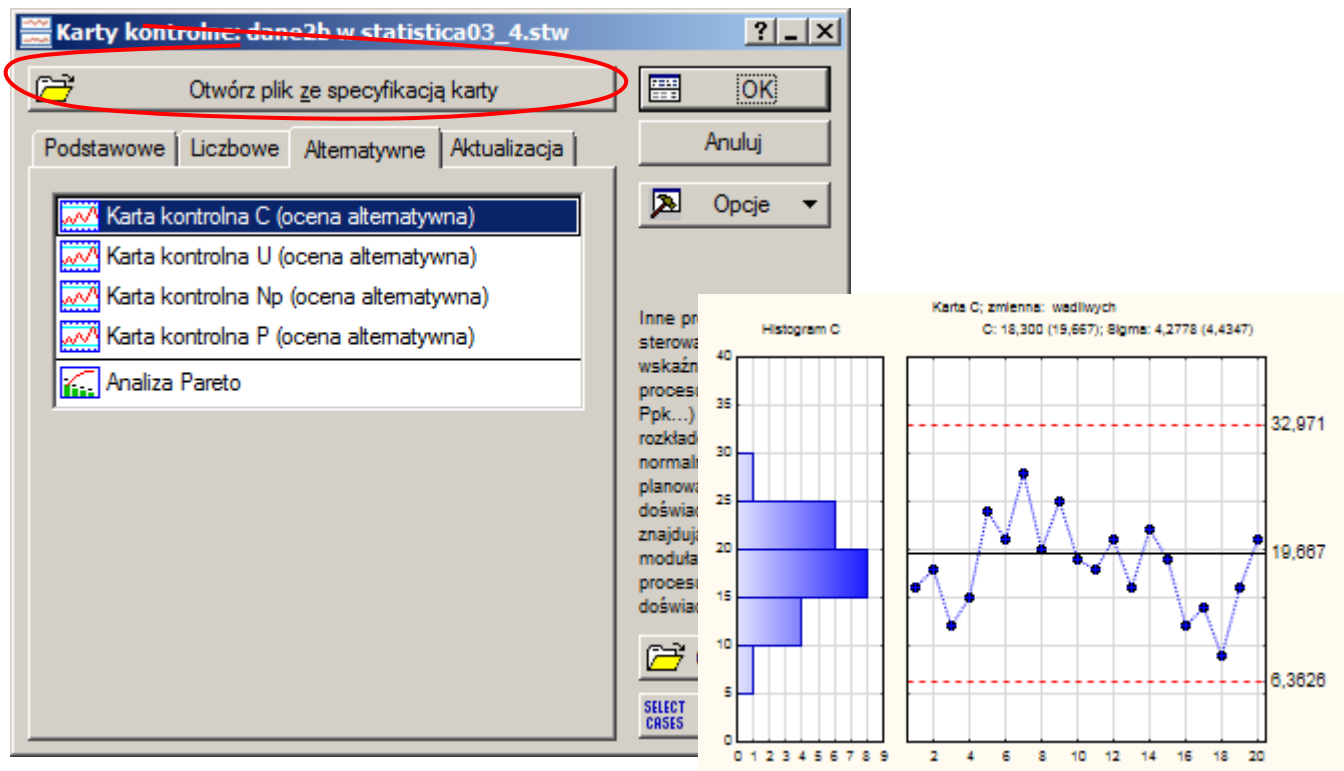 Karty kontrolne: dane2b w statistica03_4.stw
Otwórz plik ze specyfikacją karty
OK
Podstawowe
Liczbowe
Alternatywne
Aktualizacja
Anuluj
Opcje
Karta kontrolna C (ocena alternatywna)
Karta kontrolna U (ocena alternatywna)
Karta kontrolna Np (ocena alternatywna)
Karta kontrolna P (ocena alternatywna)
Analiza Pareto
Inne
sterowa
wskaźn
proces
Ppk...)
rozkład
normaln
planowa
doświad
znajdują
moduła
proces
doświad
SELECT
CASES
Karta C; zmienna: wadliwych
Histogram C
C: 18,300 (19,667); Sigma: 4,2778 (4,4347)
40
35
30
25
20
15
10
5
0
0 1 2 3 4 5 6 7 8 9
32,971
19,667
6,3626
2 4 6 8 10 12 14 16 18 20